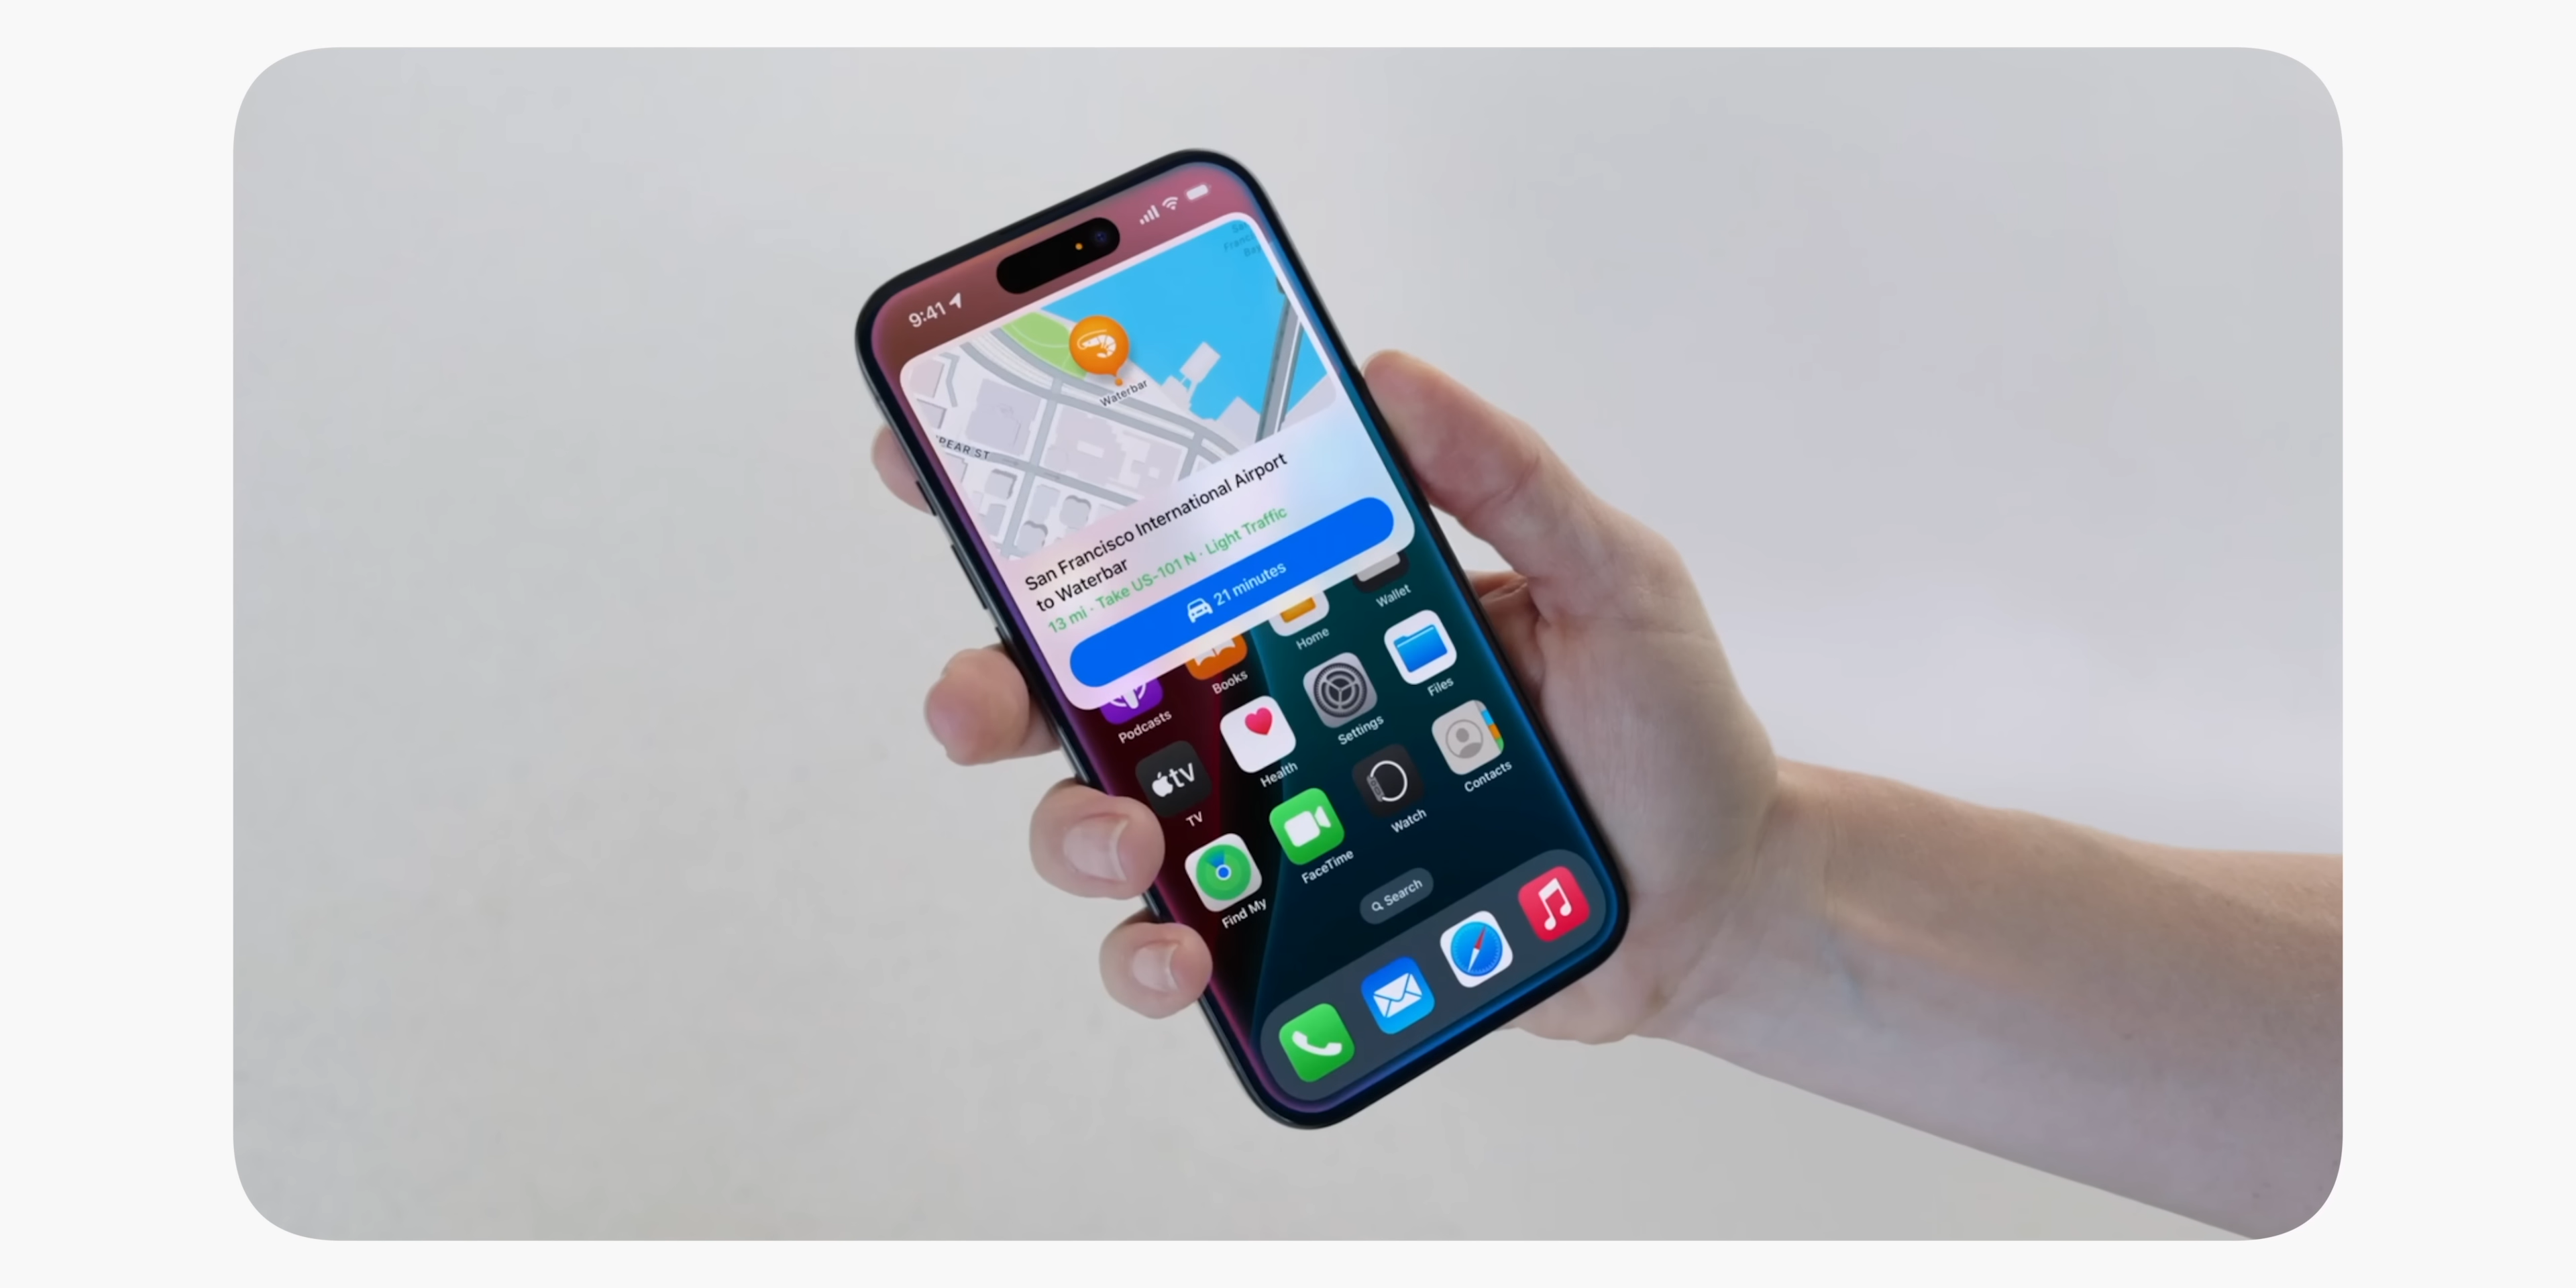 9:41
Waterbar
PEAR ST
San Francisco International Airport
to Waterbar
13 mi · Take US-101 N · Light Traffic
21 minutes
Wallet
Home
Books
Podcasts
Files
Settings
Health
tv
TV
Contacts
Watch
FaceTime
Find My
Search